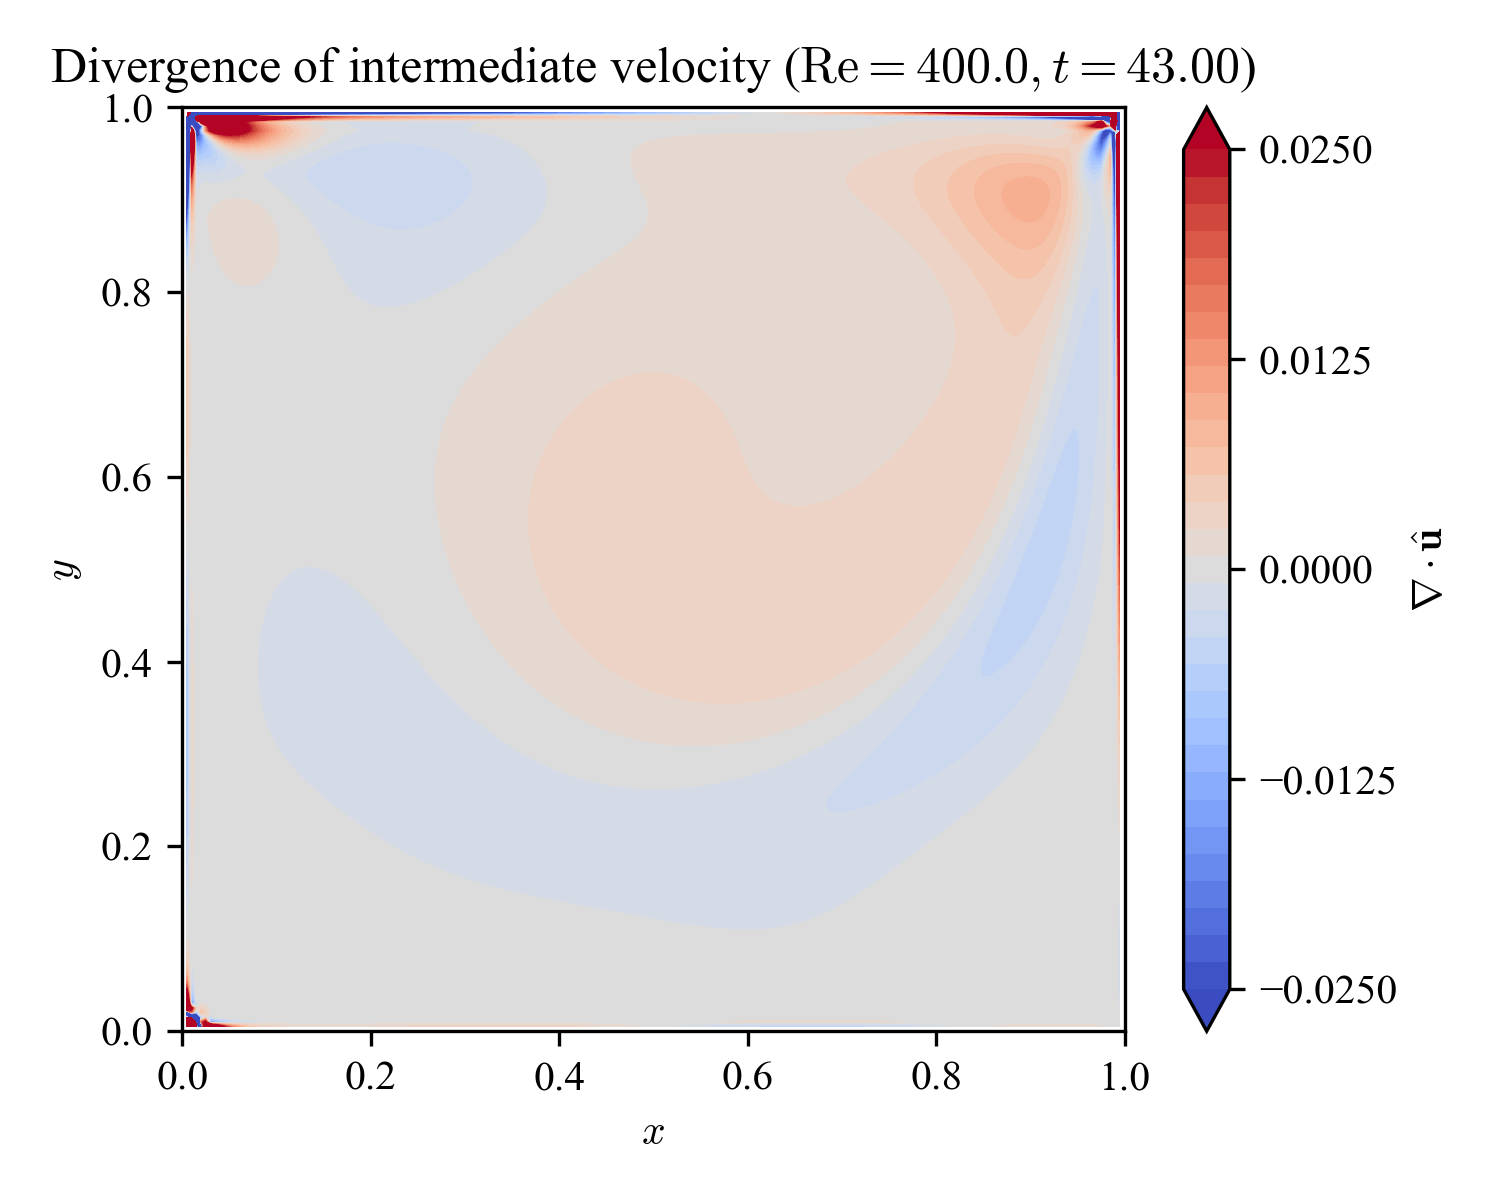 Divergence of intermediate velocity (Re = 400.0, t = 43.00)
1.0
0.8
0.6
0.4
0.2
0.0
y
0.0 0.2 0.4 0.6 0.8 1.0
x
0.0250
0.0125
0.0000
−0.0125
−0.0250
∇ · û